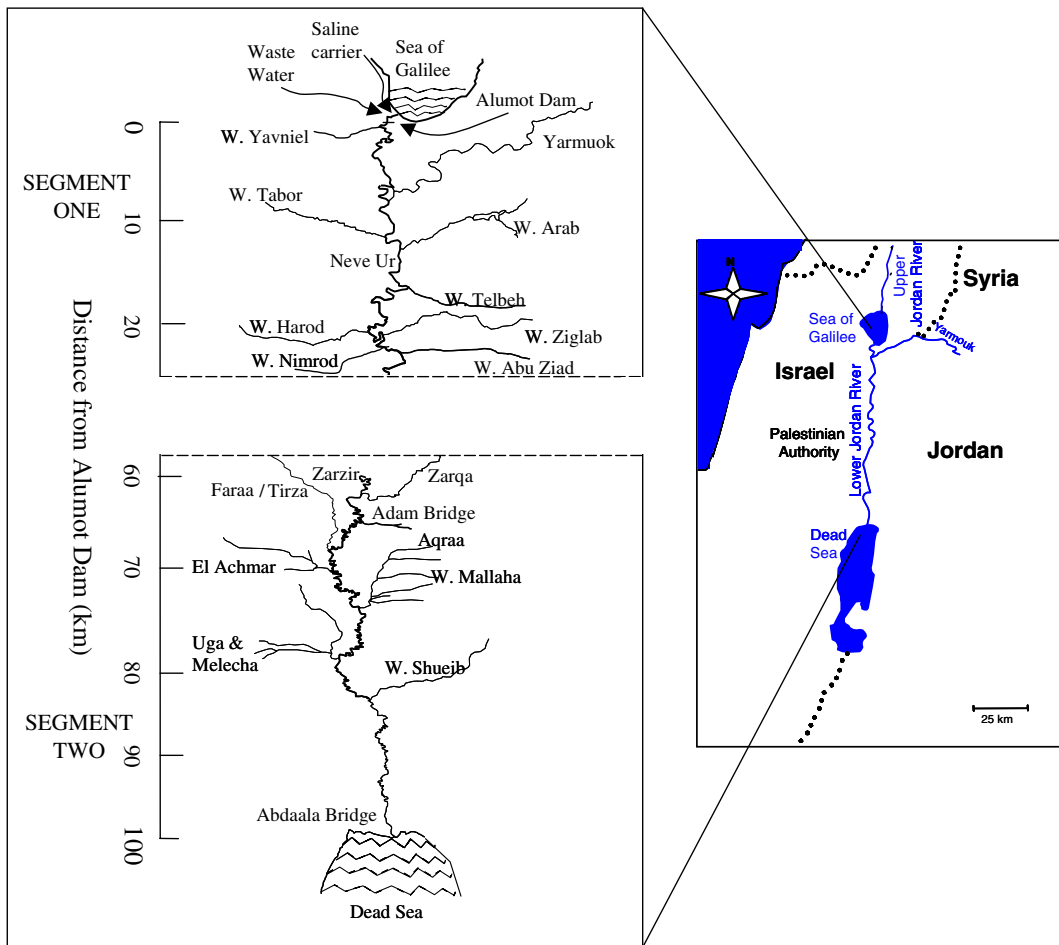 Saline
carrier
Waste
Water
Sea of
Galilee
Alumot Dam
0
W. Yavniel
Yarmuok
SEGMENT
ONE
W. Tabor
10
W. Arab
Neve Ur
W. Telbeh
20
W. Harod
W. Ziglab
W. Nimrod
W. Abu Ziad
Distance from Alumot Dam (km)
60
Zarzir
Zarqa
Faraa / Tirza
Adam Bridge
Aqraa
70
El Achmar
W. Mallaha
Uga &
Melecha
W. Shueib
80
SEGMENT
TWO
90
Abdaala Bridge
100
Dead Sea
N
Upper
Jordan River
Syria
Sea of
Galilee
Yarmouk
Israel
Lower Jordan River
Palestinian
Authority
Jordan
Dead
Sea
25 km